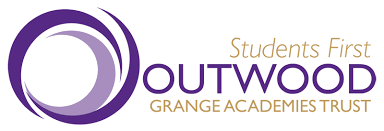 Students First
OUTWOOD
GRANGE ACADEMIES TRUST